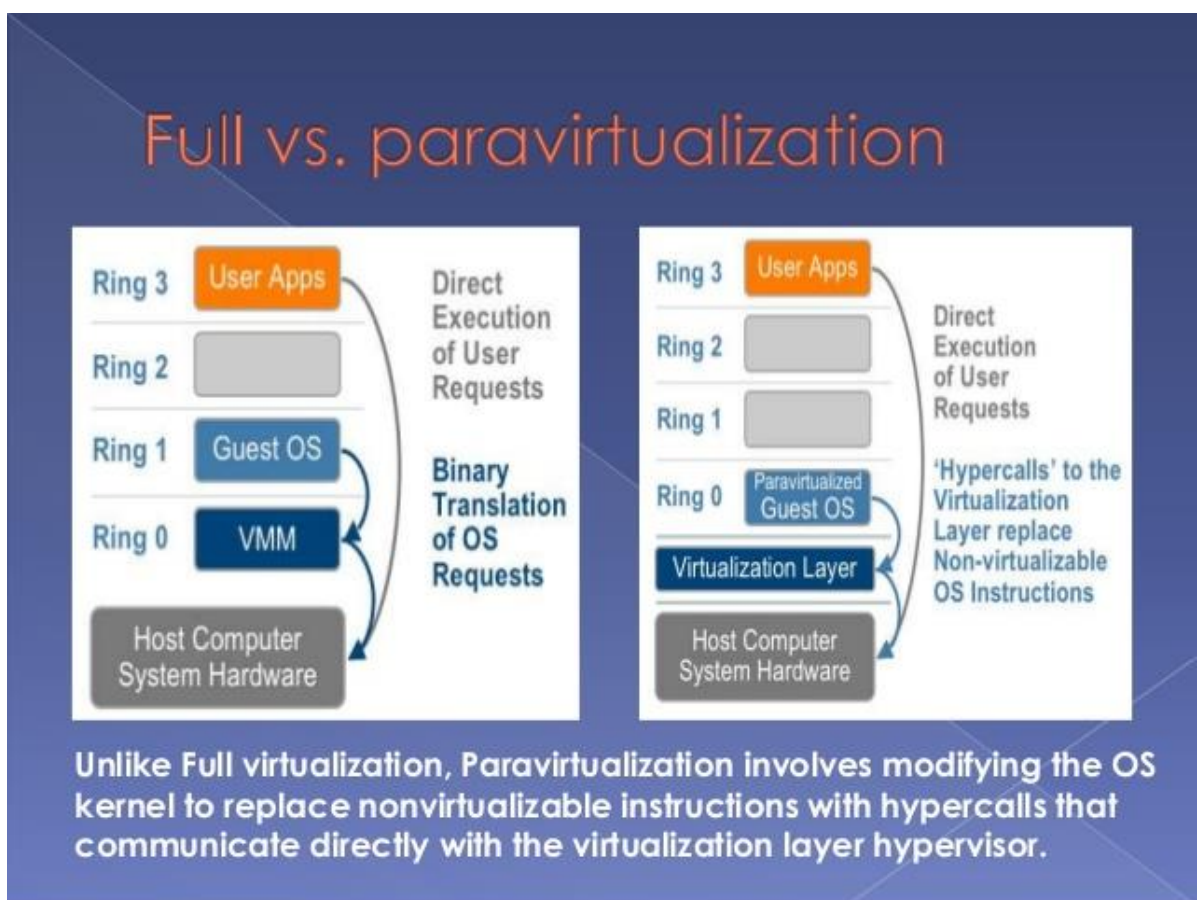 Full vs. paravirtualization
Ring 3
User Apps
Ring 2
Ring 1
Guest OS
Ring 0
VMM
Host Computer
System Hardware
Direct
Execution
of User
Requests
Binary
Translation
of OS
Requests
Ring 3
User Apps
Ring 2
Ring 1
Ring 0
Paravirtualized
Guest OS
Virtualization Layer
Host Computer
System Hardware
Direct
Execution
of User
Requests
‘Hypercalls’ to the
Virtualization
Layer replace
Non-virtualizable
OS Instructions
Unlike Full virtualization, Paravirtualization involves modifying the OS
kernel to replace nonvirtualizable instructions with hypercalls that
communicate directly with the virtualization layer hypervisor.